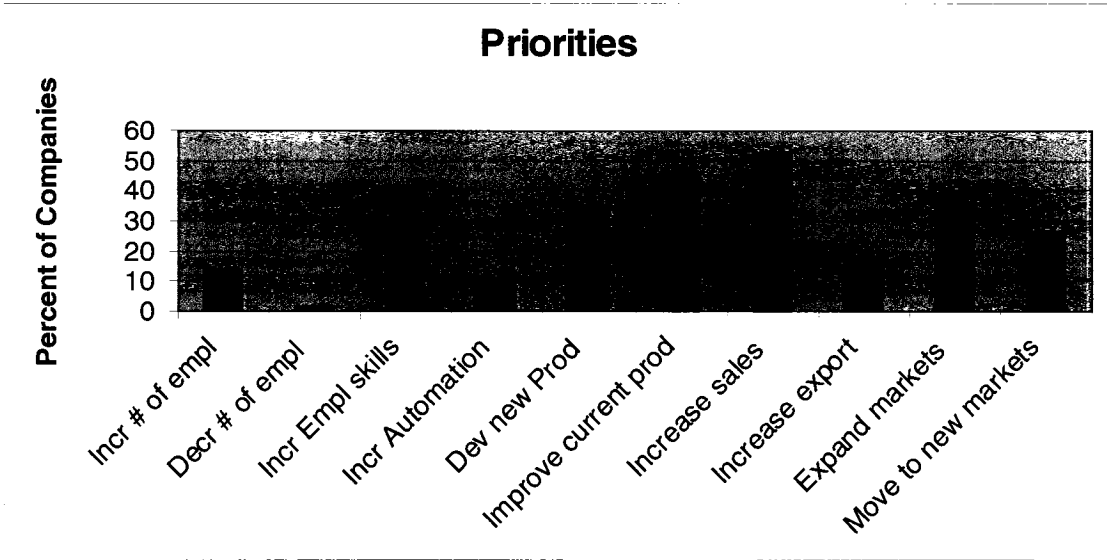 Priorities
Percent of Companies
60
50
40
30
20
10
0
Incr # of empl
Decr # of empl
Incr Empl skills
Incr Automation
Dev new Prod
Improve current prod
Increase sales
Increase export
Expand markets
Move to new markets